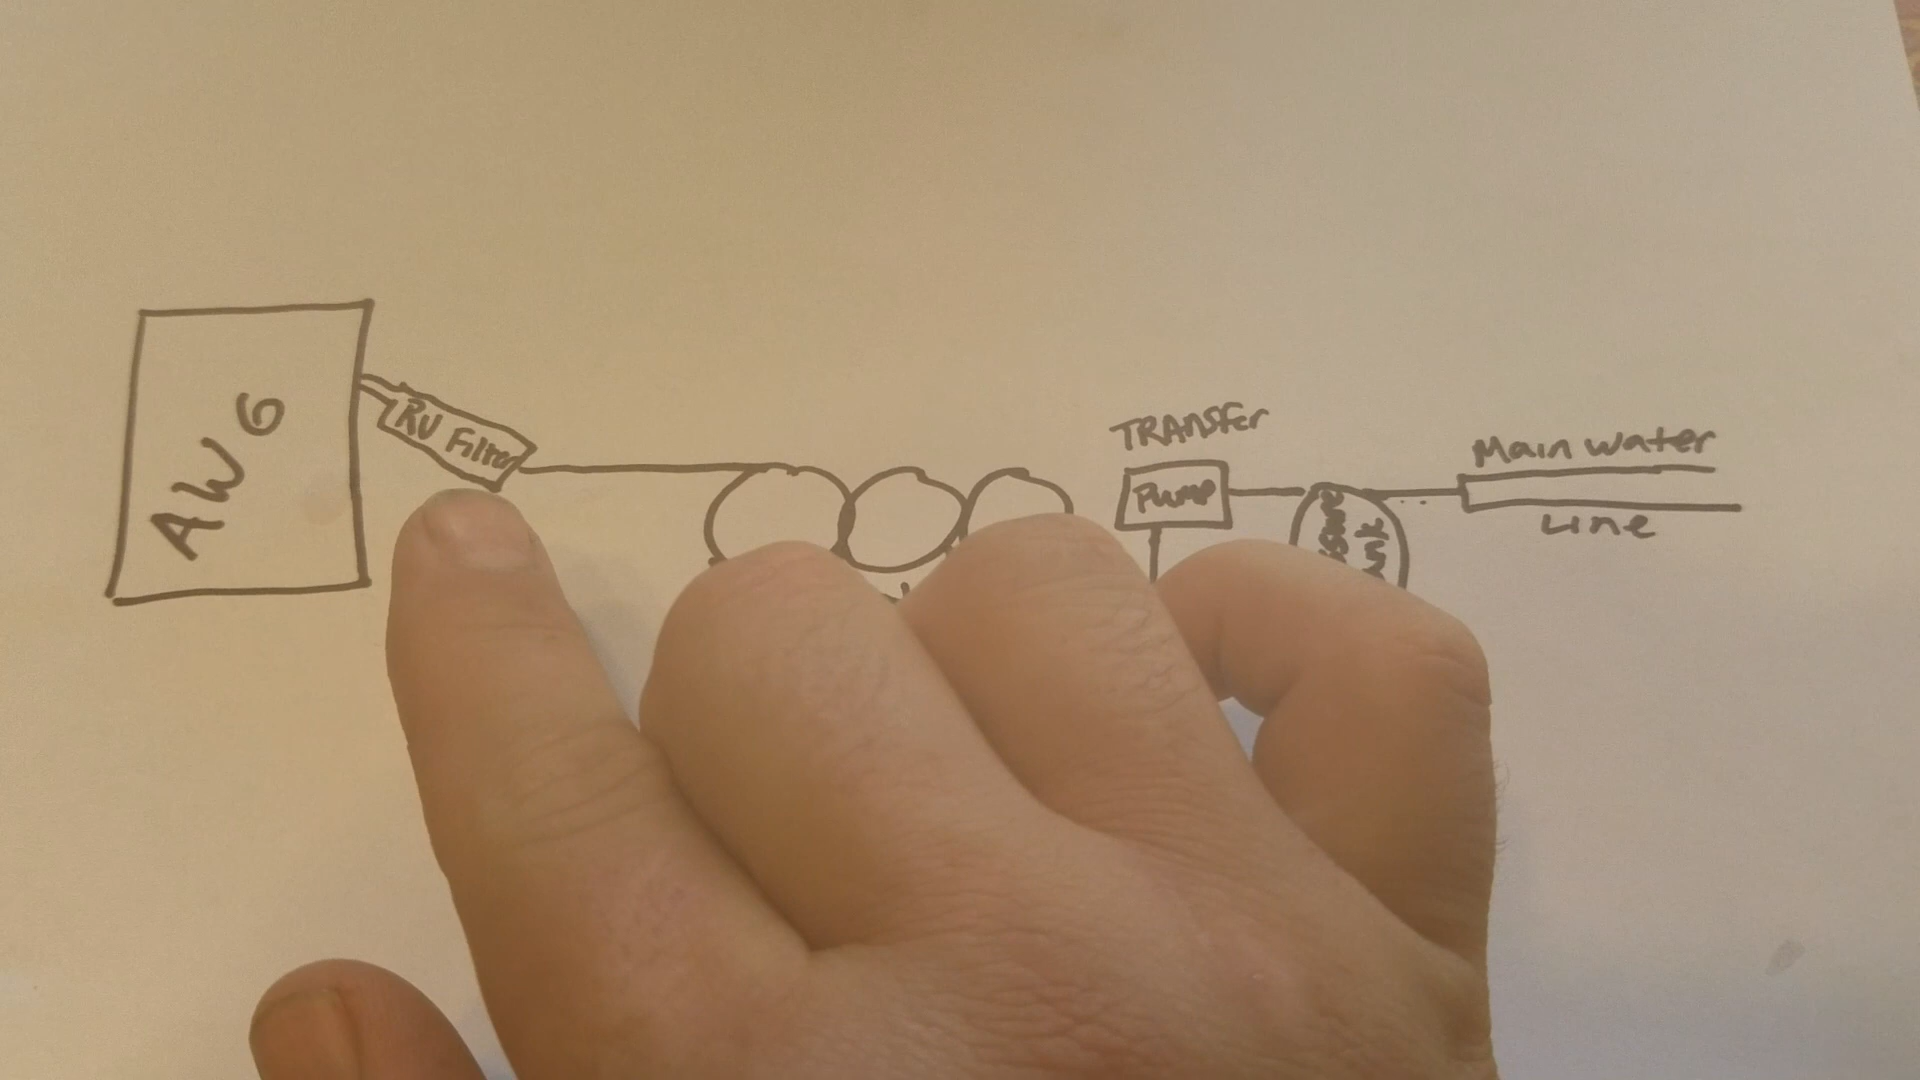 AWG
RV Filter
TRANSFer
Pump
Main water
Line